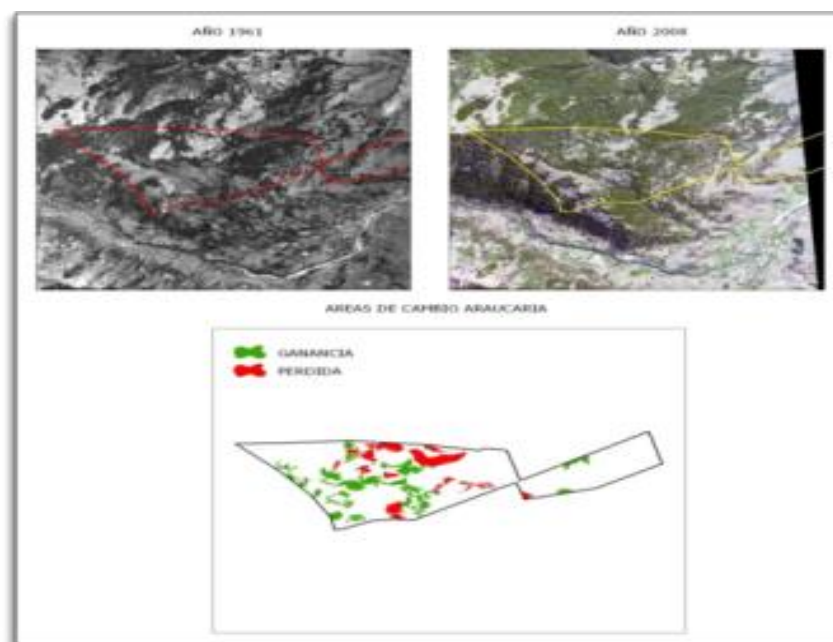 AÑO 1961
AÑO 2008
AREAS DE CAMBIO ARAUCARIA
GANANCIA
PERDIDA